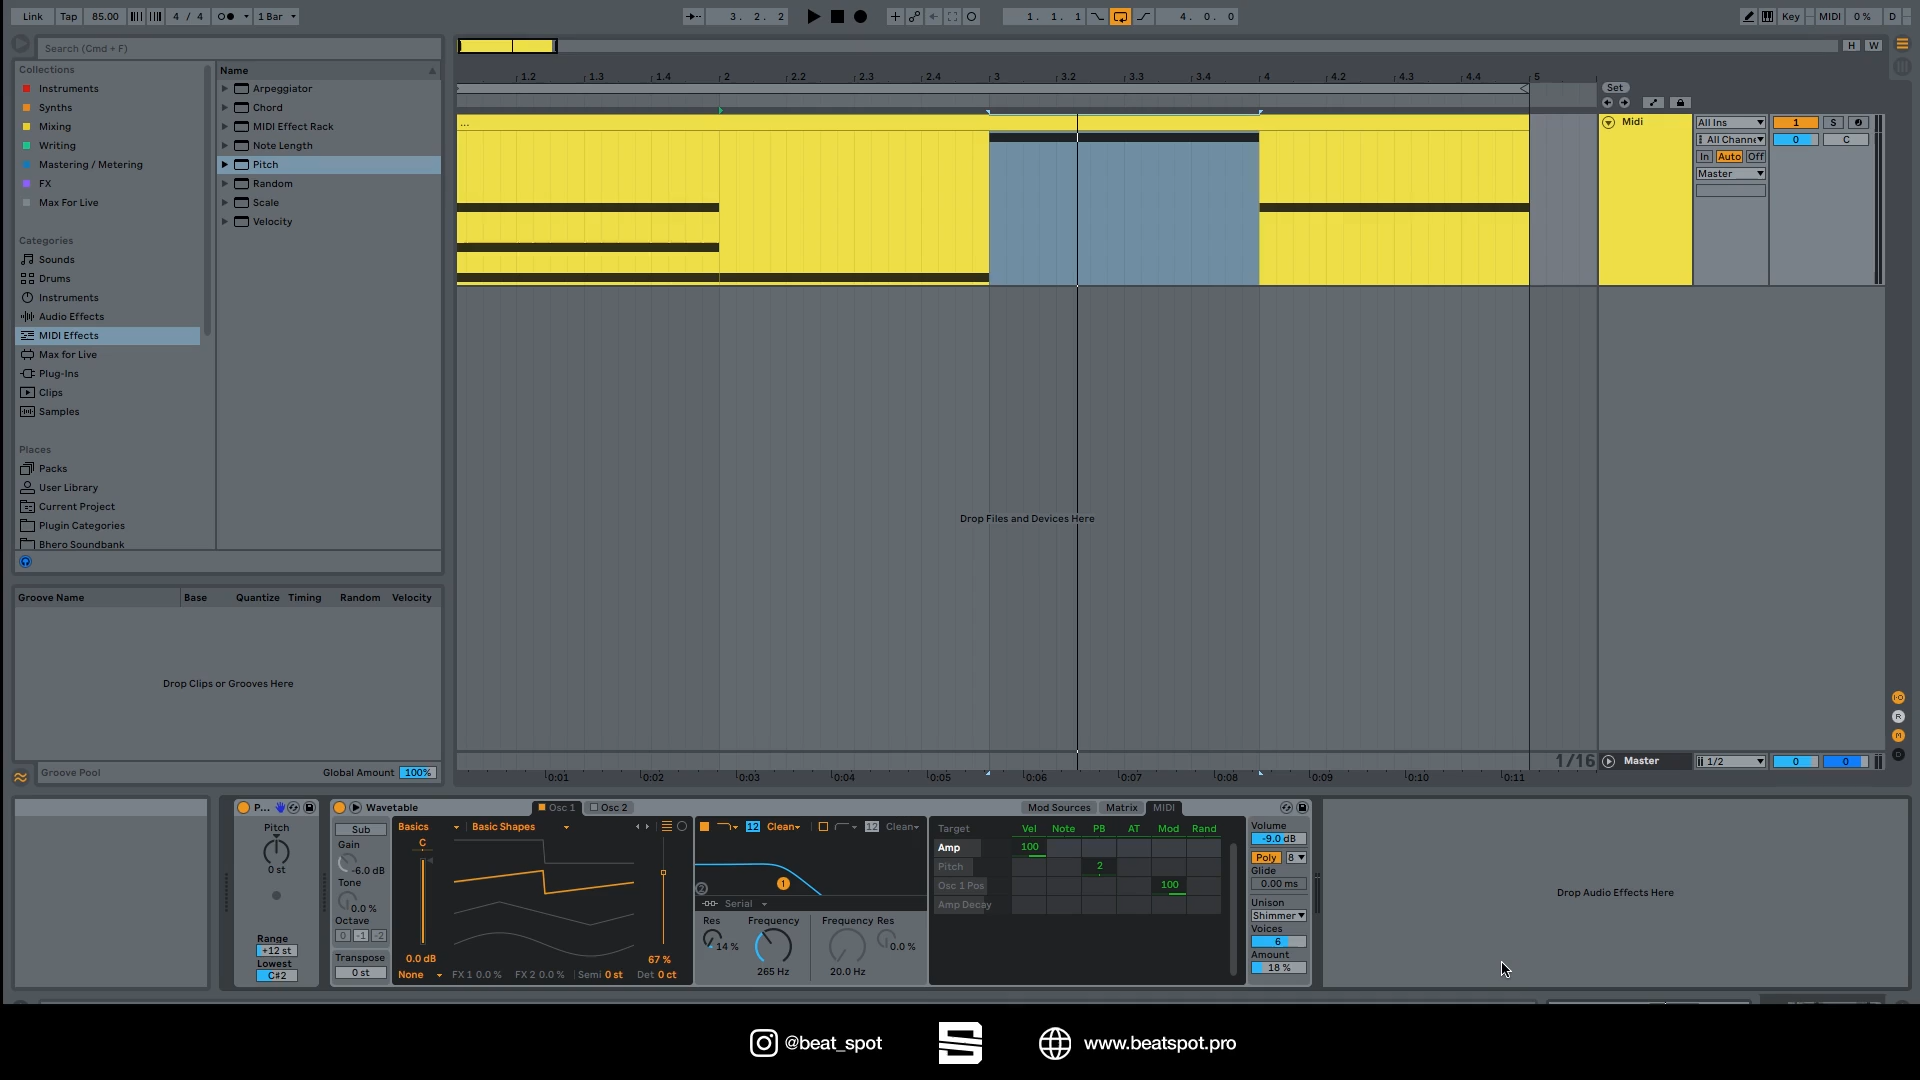 Link Tap 85.00 4 / 4 1 Bar 3. 2. 2 1. 1. 1 4. 0. 0 Key MIDI 0 % D
Search (Cmd + F)
H W
Collections
Instruments
Synths
Mixing
Writing
Mastering / Metering
FX
Max For Live
Categories
Sounds
Drums
Instruments
Audio Effects
MIDI Effects
Max for Live
Plug-Ins
Clips
Samples
Places
Packs
User Library
Current Project
Plugin Categories
Bhero Soundbank
Name
Arpeggiator
Chord
MIDI Effect Rack
Note Length
Pitch
Random
Scale
Velocity
1.2 1.3 1.4 2 2.2 2.3 2.4 3 3.2 3.3 3.4 4 4.2 4.3 4.4 5
Set
...
Midi
All Ins
All Channe
In Auto Off
Master
1 S
0 C
Drop Files and Devices Here
Groove Name Base Quantize Timing Random Velocity
Drop Clips or Grooves Here
Groove Pool Global Amount 100%
1/16
Master 1/2 0 0
0:01 0:02 0:03 0:04 0:05 0:06 0:07 0:08 0:09 0:10 0:11
R
M
D
P...
Pitch
0 st
Range
+12 st
Lowest
C#2
Wavetable Osc 1 Osc 2 Mod Sources Matrix MIDI
Sub
Gain
-6.0 dB
Tone
0.0 %
Octave
0 -1 -2
Transpose
0 st
Basics Basic Shapes
C
0.0 dB 67 %
None FX 1 0.0 % FX 2 0.0 % Semi 0 st Det 0 ct
12 Clean 12 Clean
1
2
Serial
Res Frequency Frequency Res
14 % 0.0 %
265 Hz 20.0 Hz
Target Vel Note PB AT Mod Rand
Amp 100
Pitch 2
Osc 1 Pos 100
Amp Decay
Volume
-9.0 dB
Poly 8
Glide
0.00 ms
Unison
Shimmer
Voices
6
Amount
18 %
Drop Audio Effects Here
@beat_spot
www.beatspot.pro